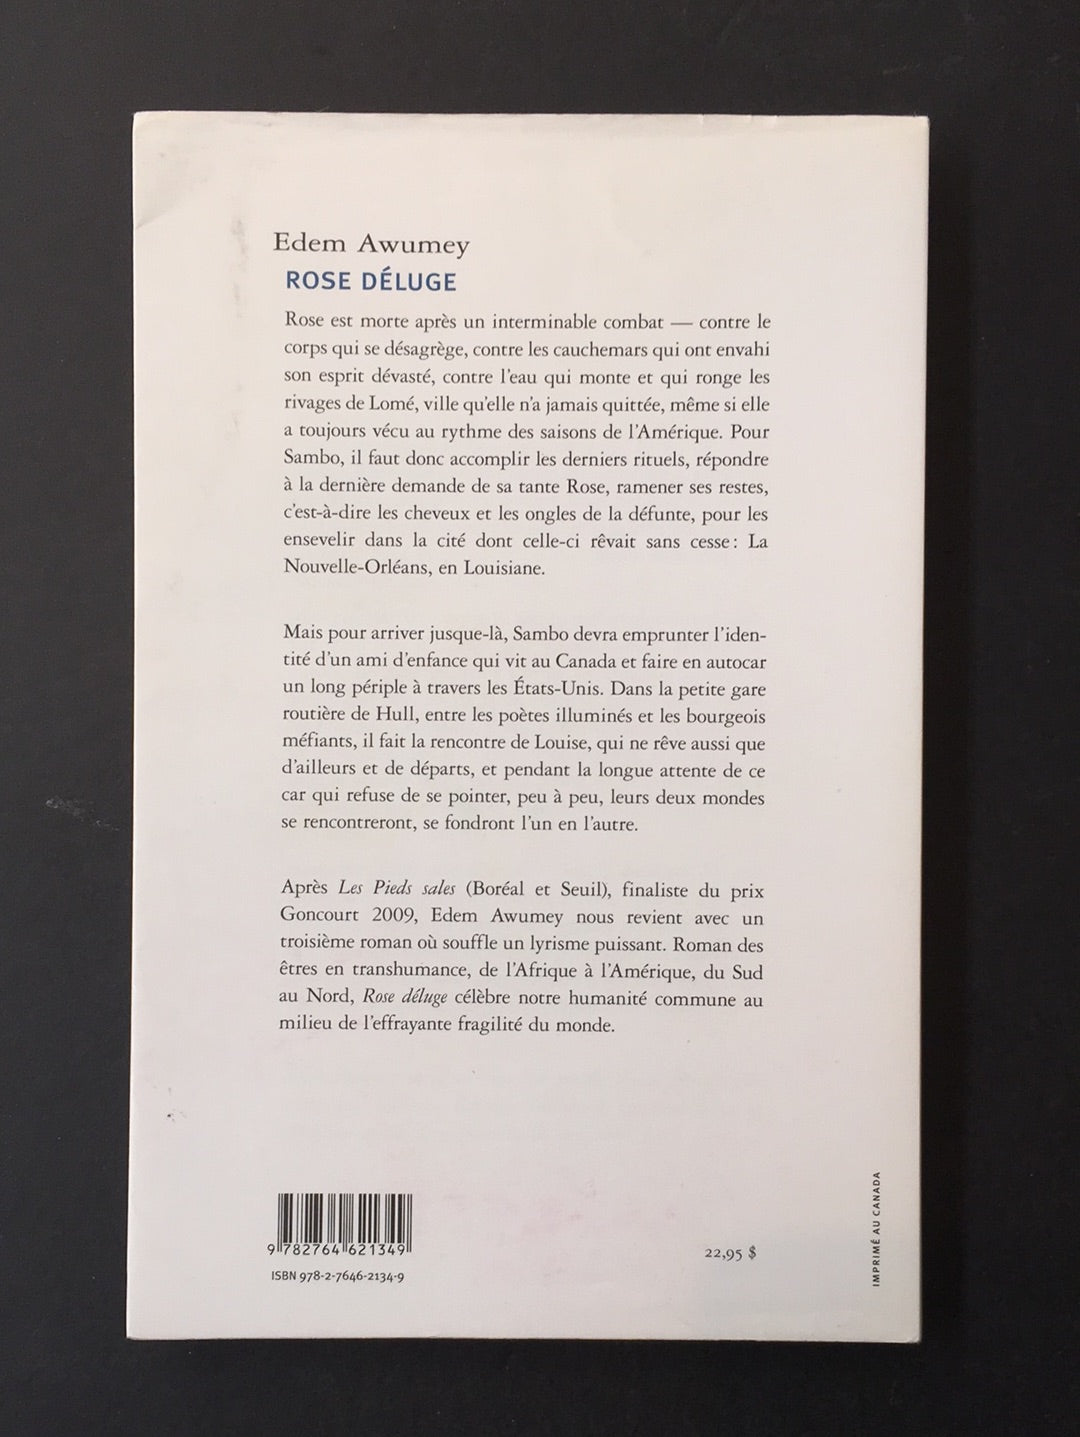 Edem Awumey
ROSE DÉLUGE
Rose est morte après un interminable combat — contre le
corps qui se désagrège, contre les cauchemars qui ont envahi
son esprit dévasté, contre l'eau qui monte et qui ronge les
rivages de Lomé, ville qu'elle n'a jamais quittée, même si elle
a toujours vécu au rythme des saisons de l'Amérique. Pour
Sambo, il faut donc accomplir les derniers rituels, répondre
à la dernière demande de sa tante Rose, ramener ses restes,
c'est-à-dire les cheveux et les ongles de la défunte, pour les
ensevelir dans la cité dont celle-ci rêvait sans cesse : La
Nouvelle-Orléans, en Louisiane.
Mais pour arriver jusque-là, Sambo devra emprunter l'iden-
tité d'un ami d'enfance qui vit au Canada et faire en autocar
un long périple à travers les États-Unis. Dans la petite gare
routière de Hull, entre les poètes illuminés et les bourgeois
méfiants, il fait la rencontre de Louise, qui ne rêve aussi que
d'ailleurs et de départs, et pendant la longue attente de ce
car qui refuse de se pointer, peu à peu, leurs deux mondes
se rencontreront, se fondront l'un en l'autre.
Après Les Pieds sales (Boréal et Seuil), finaliste du prix
Goncourt 2009, Edem Awumey nous revient avec un
troisième roman où souffle un lyrisme puissant. Roman des
êtres en transhumance, de l'Afrique à l'Amérique, du Sud
au Nord, Rose déluge célèbre notre humanité commune au
milieu de l'effrayante fragilité du monde.
9 782764 621349
ISBN 978-2-7646-2134-9
22,95 $
IMPRIMÉ AU CANADA